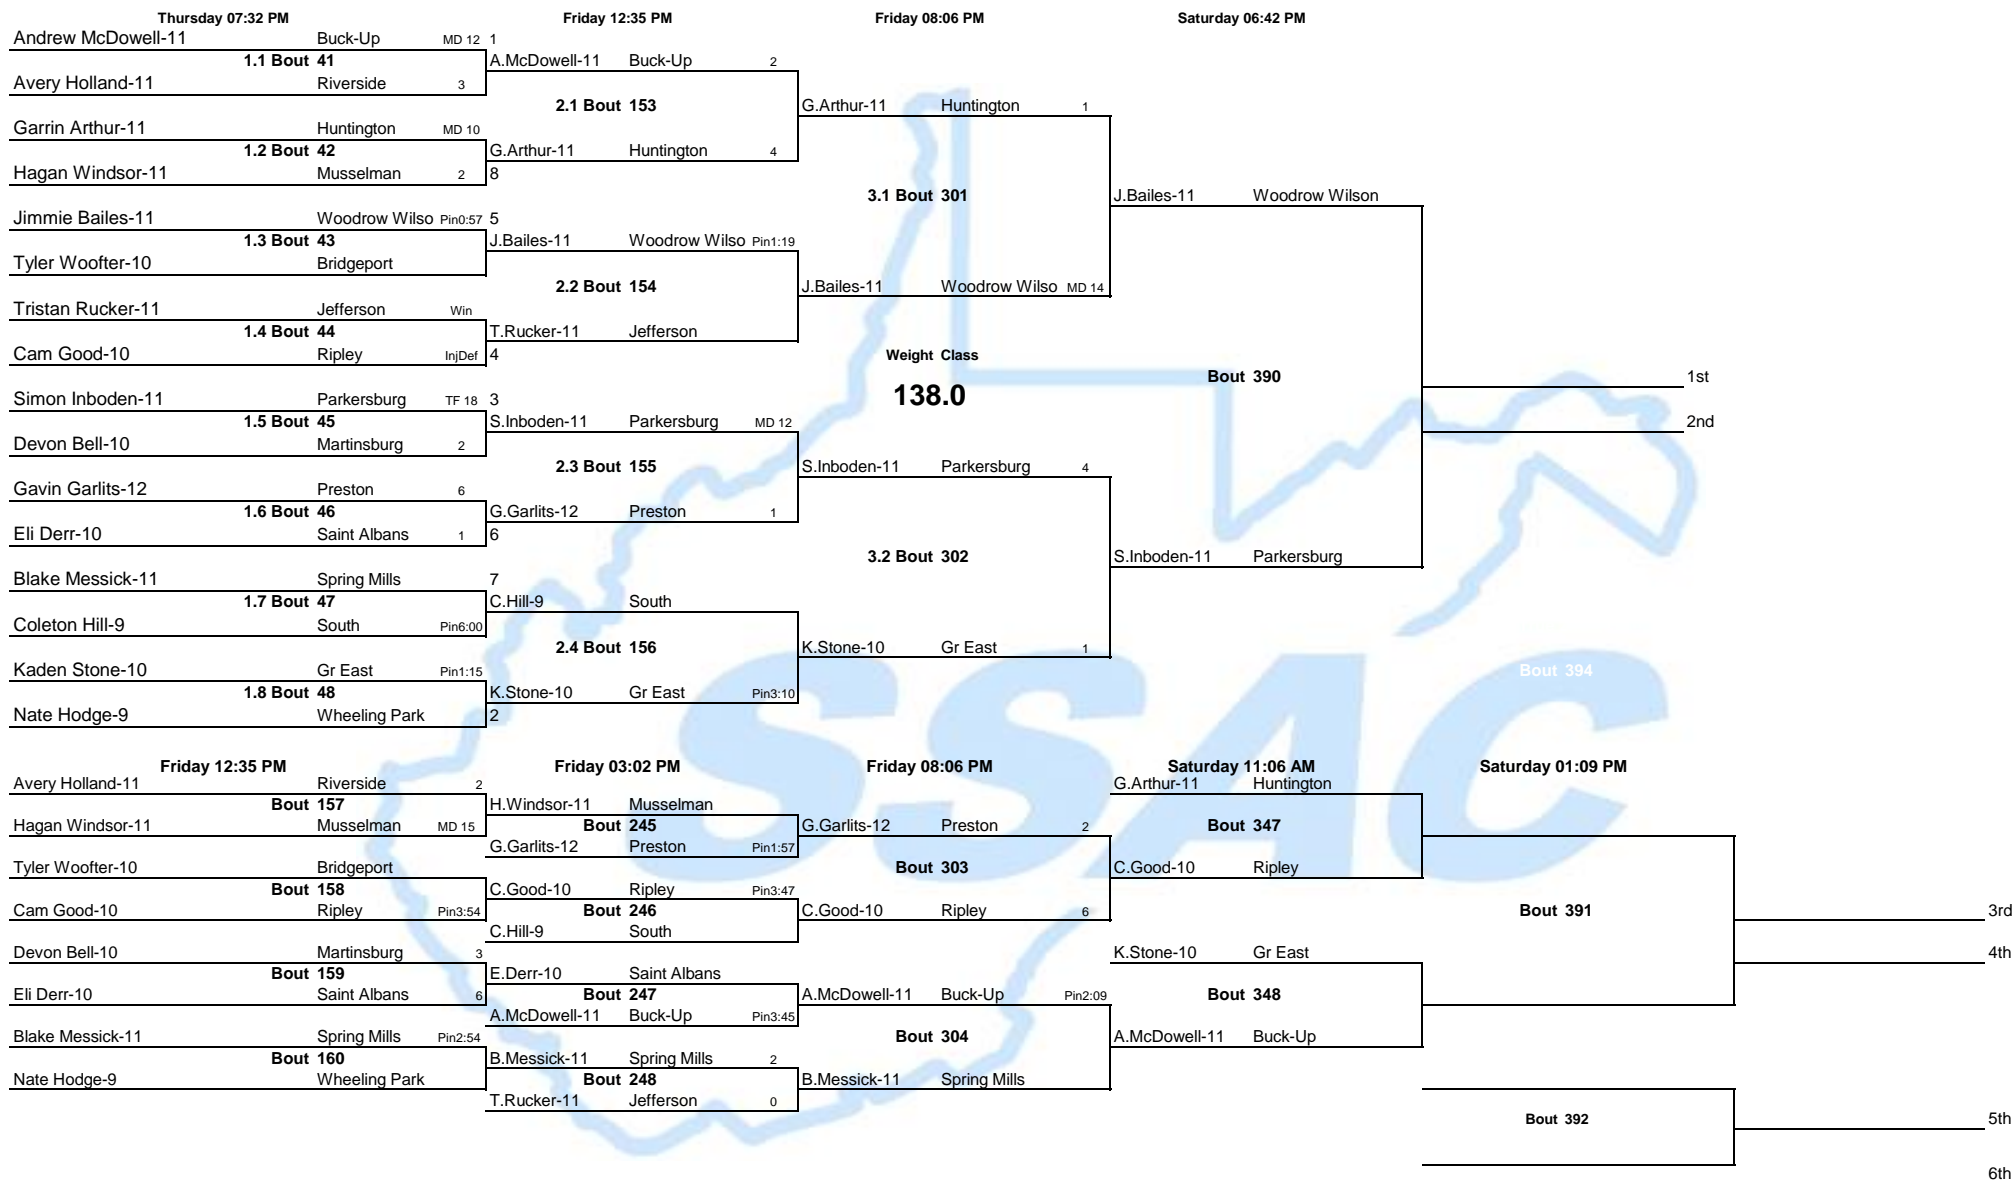 Thursday 07:32 PM Friday 12:35 PM Friday 08:06 PM Saturday 06:42 PM
Andrew McDowell-11 Buck-Up MD 12 1
1.1 Bout 41 A.McDowell-11 Buck-Up 2
Avery Holland-11 Riverside 3
2.1 Bout 153 G.Arthur-11 Huntington 1
Garrin Arthur-11 Huntington MD 10
1.2 Bout 42 G.Arthur-11 Huntington 4
Hagan Windsor-11 Musselman 2 8
3.1 Bout 301 J.Bailes-11 Woodrow Wilson
Jimmie Bailes-11 Woodrow Wilso Pin0:57 5
1.3 Bout 43 J.Bailes-11 Woodrow Wilso Pin1:19
Tyler Woofter-10 Bridgeport
2.2 Bout 154 J.Bailes-11 Woodrow Wilso MD 14
Tristan Rucker-11 Jefferson Win
1.4 Bout 44 T.Rucker-11 Jefferson
Cam Good-10 Ripley InjDef 4 Weight Class
Bout 390 1st
138.0
Simon Inboden-11 Parkersburg TF 18 3
1.5 Bout 45 S.Inboden-11 Parkersburg MD 12 2nd
Devon Bell-10 Martinsburg 2
2.3 Bout 155 S.Inboden-11 Parkersburg 4
Gavin Garlits-12 Preston 6
1.6 Bout 46 G.Garlits-12 Preston 1
Eli Derr-10 Saint Albans 1 6
3.2 Bout 302 S.Inboden-11 Parkersburg
Blake Messick-11 Spring Mills 7
1.7 Bout 47 C.Hill-9 South
Coleton Hill-9 South Pin6:00
2.4 Bout 156 K.Stone-10 Gr East 1
Kaden Stone-10 Gr East Pin1:15 Bout 394
1.8 Bout 48 K.Stone-10 Gr East Pin3:10
Nate Hodge-9 Wheeling Park 2
SSAC
Friday 12:35 PM Friday 03:02 PM Friday 08:06 PM Saturday 11:06 AM Saturday 01:09 PM
Avery Holland-11 Riverside 2 G.Arthur-11 Huntington
Bout 157 H.Windsor-11 Musselman
Hagan Windsor-11 Musselman MD 15 Bout 245 G.Garlits-12 Preston 2 Bout 347
G.Garlits-12 Preston Pin1:57
Tyler Woofter-10 Bridgeport Bout 303 C.Good-10 Ripley
Bout 158 C.Good-10 Ripley Pin3:47
Cam Good-10 Ripley Pin3:54 Bout 246 C.Good-10 Ripley 6 Bout 391 3rd
C.Hill-9 South
Devon Bell-10 Martinsburg 3 K.Stone-10 Gr East 4th
Bout 159 E.Derr-10 Saint Albans
Eli Derr-10 Saint Albans 6 Bout 247 A.McDowell-11 Buck-Up Pin2:09 Bout 348
A.McDowell-11 Buck-Up Pin3:45
Blake Messick-11 Spring Mills Pin2:54 Bout 304 A.McDowell-11 Buck-Up
Bout 160 B.Messick-11 Spring Mills 2
Nate Hodge-9 Wheeling Park Bout 248 B.Messick-11 Spring Mills
T.Rucker-11 Jefferson 0
Bout 392 5th
6th